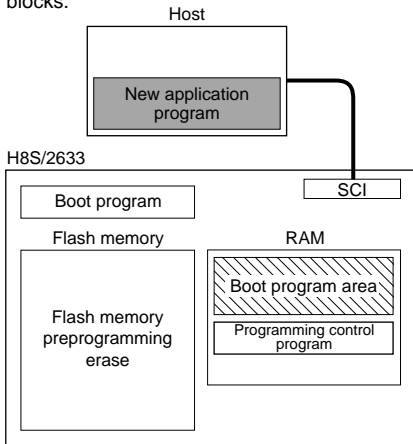 blocks.
Host
New application
program
H8S/2633
SCI
Boot program
Flash memory
RAM
Boot program area
Flash memory
preprogramming
erase
Programming control
program